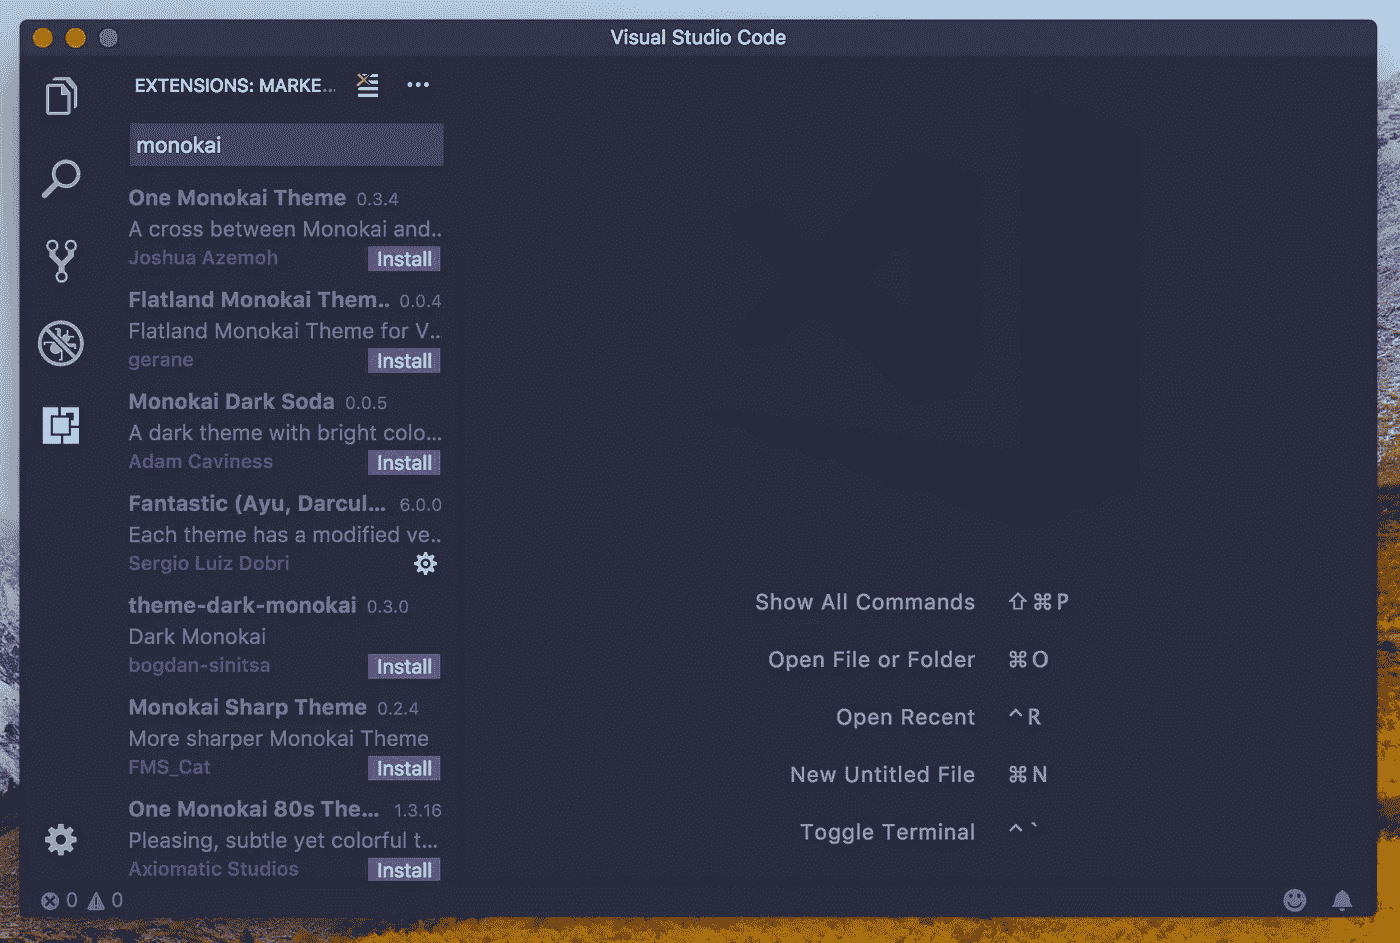 Visual Studio Code
EXTENSIONS: MARKE...
monokai
One Monokai Theme 0.3.4
A cross between Monokai and..
Joshua Azemoh Install
Flatland Monokai Them.. 0.0.4
Flatland Monokai Theme for V..
gerane Install
Monokai Dark Soda 0.0.5
A dark theme with bright colo...
Adam Caviness Install
Fantastic (Ayu, Darcul... 6.0.0
Each theme has a modified ve..
Sergio Luiz Dobri
theme-dark-monokai 0.3.0
Dark Monokai
bogdan-sinitsa Install
Monokai Sharp Theme 0.2.4
More sharper Monokai Theme
FMS_Cat Install
One Monokai 80s The... 1.3.16
Pleasing, subtle yet colorful t...
Axiomatic Studios Install
Show All Commands ⇧⌘P
Open File or Folder ⌘O
Open Recent ^R
New Untitled File ⌘N
Toggle Terminal ^`
0 0